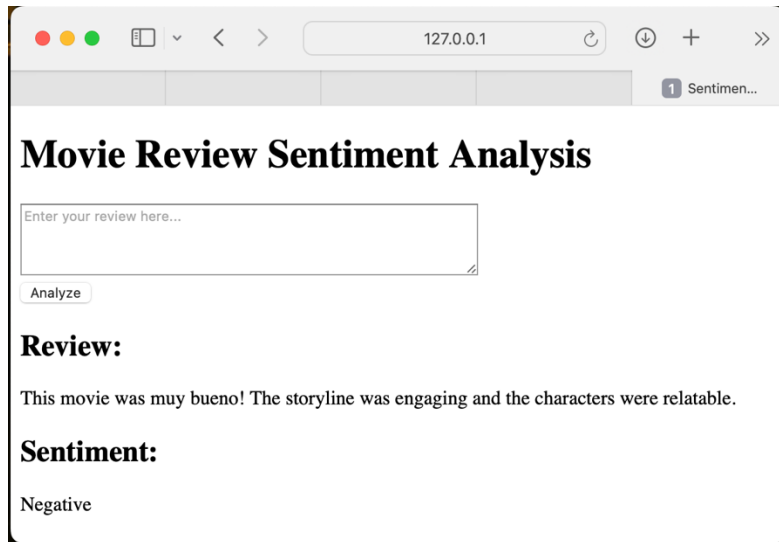 127.0.0.1
1 Sentimen...
Movie Review Sentiment Analysis
Enter your review here...
Analyze
Review:
This movie was muy bueno! The storyline was engaging and the characters were relatable.
Sentiment:
Negative